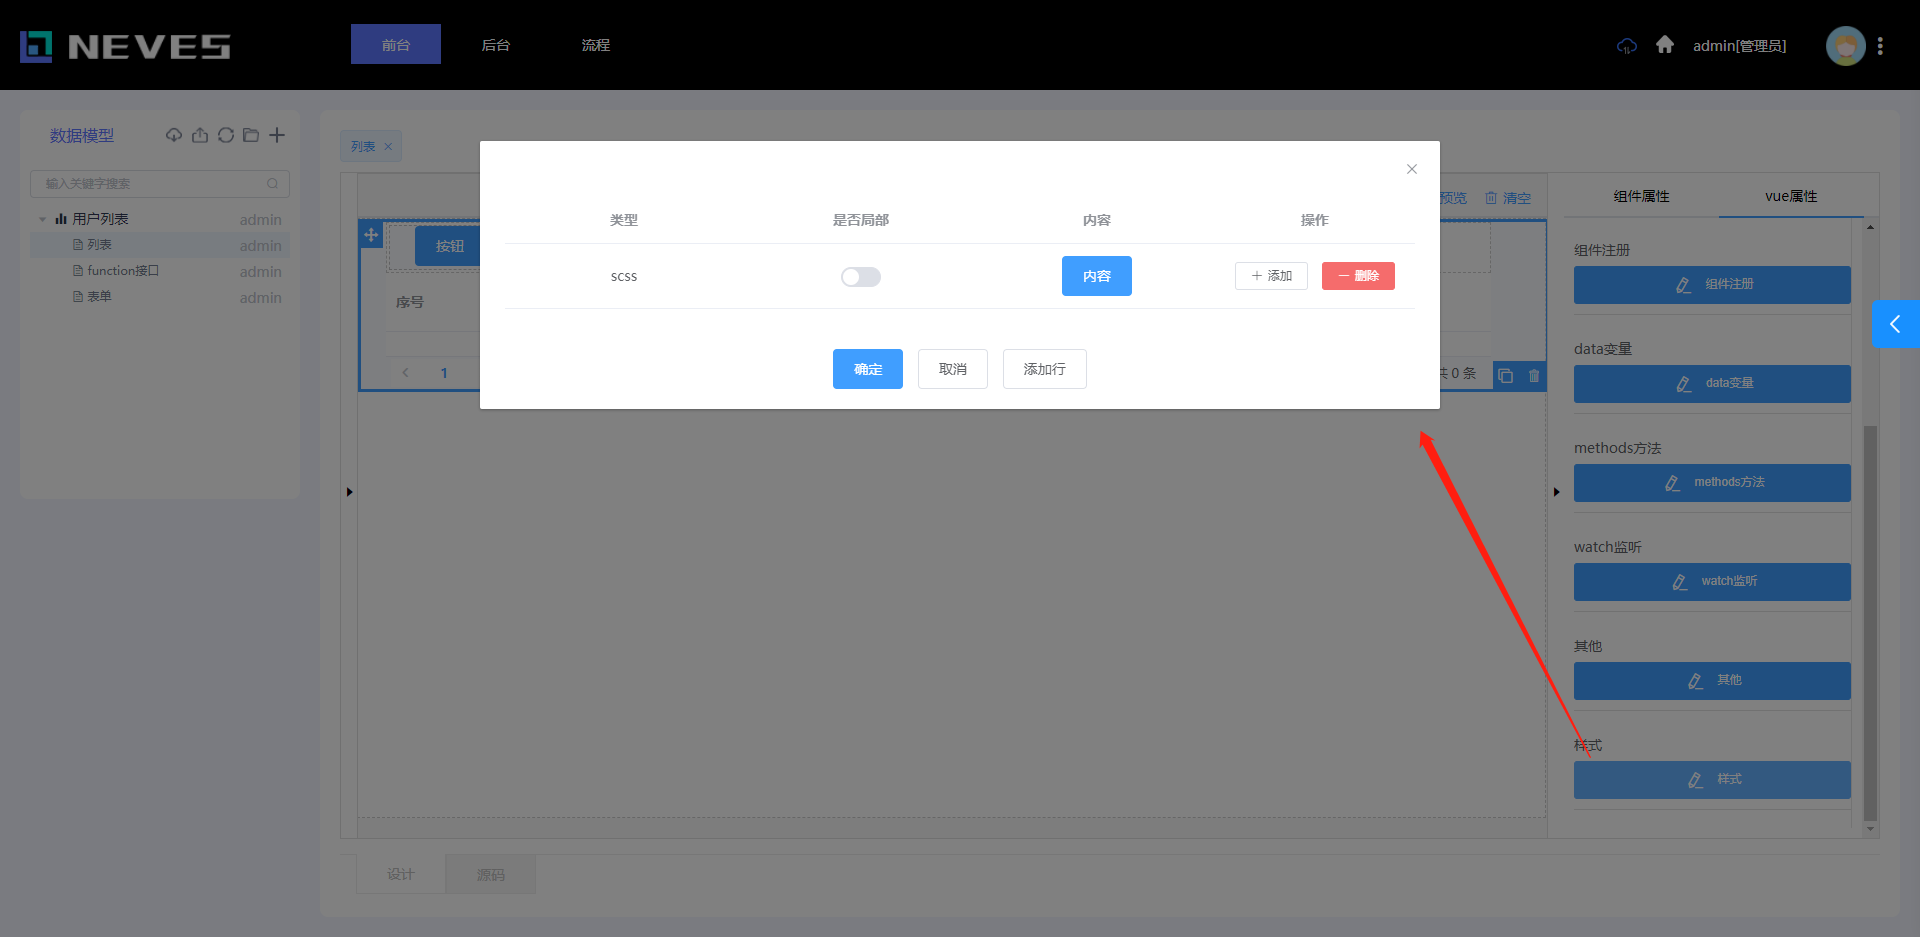 NEVES
前台 后台 流程
admin[管理员]
数据模型
输入关键字搜索
用户列表 admin
列表 admin
function接口 admin
表单 admin
列表
预览 清空
按钮
序号
1
共 0 条
类型 是否局部 内容 操作
scss 内容 添加 删除
确定 取消 添加行
组件属性 vue属性
组件注册
组件注册
data变量
data变量
methods方法
methods方法
watch监听
watch监听
其他
其他
样式
样式
设计 源码